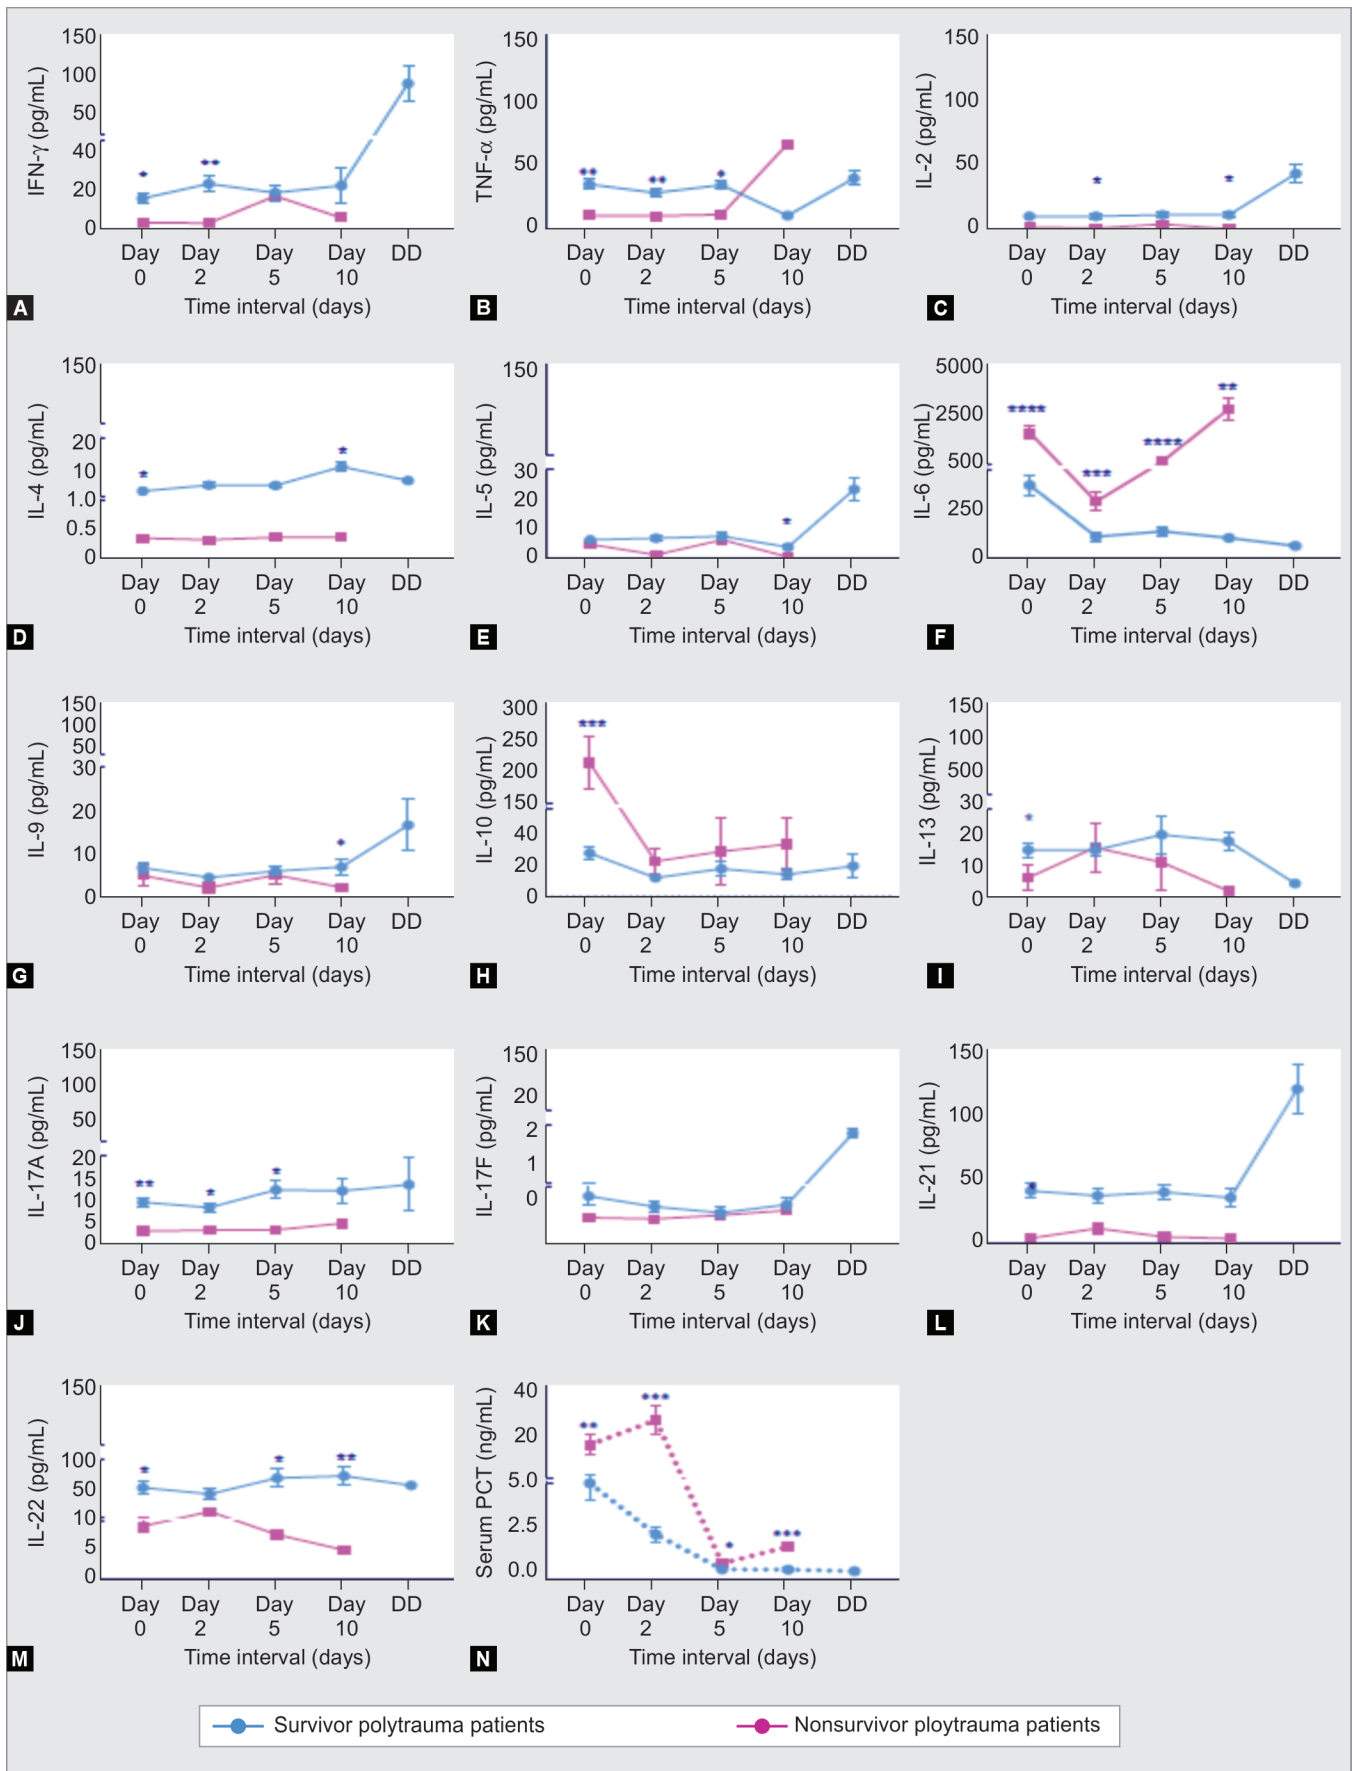 150
100
50
40
20
0
IFN-γ (pg/mL)
*
**
Day 0
Day 2
Day 5
Day 10
DD
Time interval (days)
A
150
100
50
0
TNF-α (pg/mL)
**
**
*
Day 0
Day 2
Day 5
Day 10
DD
Time interval (days)
B
150
100
50
0
IL-2 (pg/mL)
*
*
Day 0
Day 2
Day 5
Day 10
DD
Time interval (days)
C
150
20
10
1.0
0.5
0
IL-4 (pg/mL)
*
*
Day 0
Day 2
Day 5
Day 10
DD
Time interval (days)
D
150
30
20
10
0
IL-5 (pg/mL)
*
Day 0
Day 2
Day 5
Day 10
DD
Time interval (days)
E
5000
2500
500
250
0
IL-6 (pg/mL)
****
***
****
**
Day 0
Day 2
Day 5
Day 10
DD
Time interval (days)
F
150
100
50
30
20
10
0
IL-9 (pg/mL)
*
Day 0
Day 2
Day 5
Day 10
DD
Time interval (days)
G
300
250
200
150
40
20
0
IL-10 (pg/mL)
***
Day 0
Day 2
Day 5
Day 10
DD
Time interval (days)
H
150
100
500
30
20
10
0
IL-13 (pg/mL)
*
Day 0
Day 2
Day 5
Day 10
DD
Time interval (days)
I
150
100
50
20
15
10
5
0
IL-17A (pg/mL)
**
*
*
Day 0
Day 2
Day 5
Day 10
DD
Time interval (days)
J
150
20
2
1
0
IL-17F (pg/mL)
Day 0
Day 2
Day 5
Day 10
DD
Time interval (days)
K
150
100
50
0
IL-21 (pg/mL)
*
Day 0
Day 2
Day 5
Day 10
DD
Time interval (days)
L
150
100
50
10
5
0
IL-22 (pg/mL)
*
*
**
Day 0
Day 2
Day 5
Day 10
DD
Time interval (days)
M
40
20
5.0
2.5
0.0
Serum PCT (ng/mL)
**
***
*
***
Day 0
Day 2
Day 5
Day 10
DD
Time interval (days)
N
Survivor polytrauma patients
Nonsurvivor ploytrauma patients